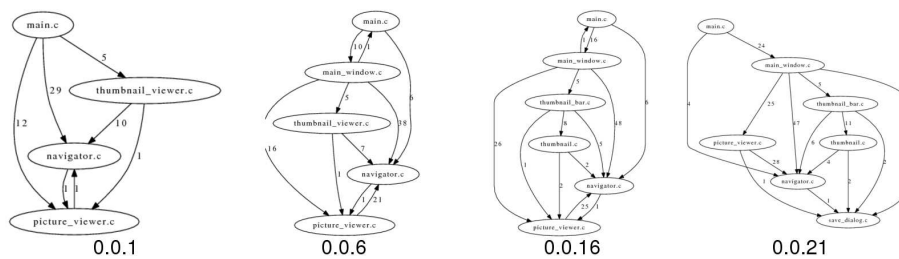 main.c
5
29
thumbnail_viewer.c
12
10
navigator.c
1
1
1
picture_viewer.c
0.0.1
main.c
10
1
main_window.c
6
5
thumbnail_viewer.c
38
16
7
1
navigator.c
1
21
picture_viewer.c
0.0.6
main.c
1
16
main_window.c
5
6
thumbnail_bar.c
8
48
26
thumbnail.c
5
1
2
navigator.c
2
25
1
picture_viewer.c
0.0.16
main.c
24
main_window.c
5
4
25
thumbnail_bar.c
47
11
picture_viewer.c
6
thumbnail.c
28
4
2
navigator.c
1
2
1
save_dialog.c
0.0.21